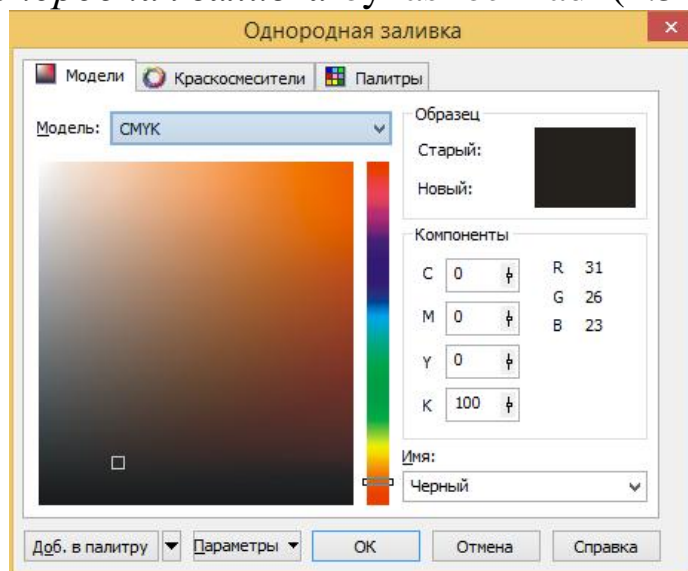 Однородная заливка
Модели Краскосмесители Палитры
Модель: CMYK
Образец
Старый:
Новый:
Компоненты
C 0 R 31
G 26
M 0 B 23
Y 0
K 100
Имя:
Черный
Доб. в палитру Параметры OK Отмена Справка